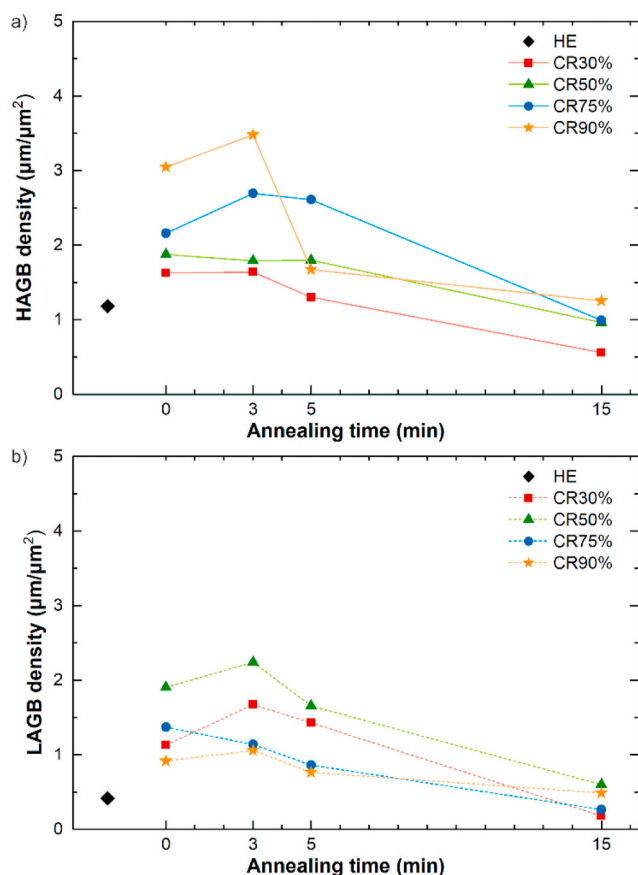 a)
5
4
3
2
1
0
HAGB density (μm/μm²)
HE
CR30%
CR50%
CR75%
CR90%
0 3 5 15
Annealing time (min)
b)
5
4
3
2
1
0
LAGB density (μm/μm²)
HE
CR30%
CR50%
CR75%
CR90%
0 3 5 15
Annealing time (min)